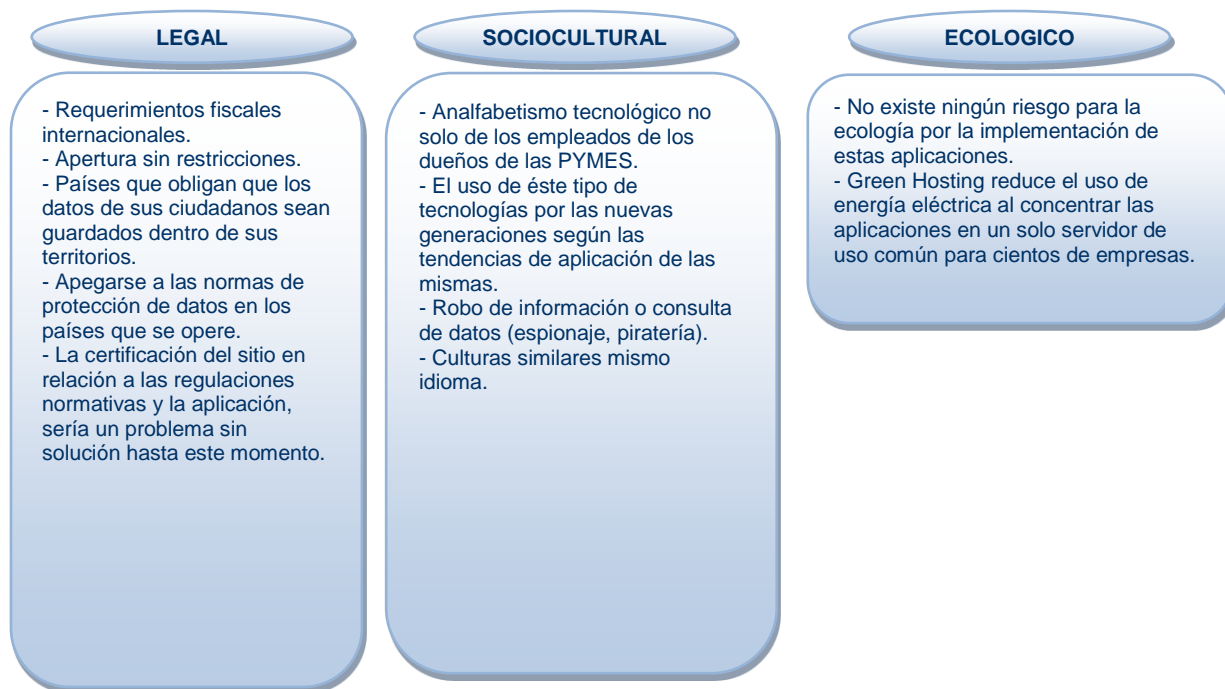 LEGAL
- Requerimientos fiscales
internacionales.
- Apertura sin restricciones.
- Países que obligan que los
datos de sus ciudadanos sean
guardados dentro de sus
territorios.
- Apegarse a las normas de
protección de datos en los
países que se opere.
- La certificación del sitio en
relación a las regulaciones
normativas y la aplicación,
sería un problema sin
solución hasta este momento.
SOCIOCULTURAL
- Analfabetismo tecnológico no
solo de los empleados de los
dueños de las PYMES.
- El uso de éste tipo de
tecnologías por las nuevas
generaciones según las
tendencias de aplicación de las
mismas.
- Robo de información o consulta
de datos (espionaje, piratería).
- Culturas similares mismo
idioma.
ECOLOGICO
- No existe ningún riesgo para la
ecología por la implementación de
estas aplicaciones.
- Green Hosting reduce el uso de
energía eléctrica al concentrar las
aplicaciones en un solo servidor de
uso común para cientos de empresas.